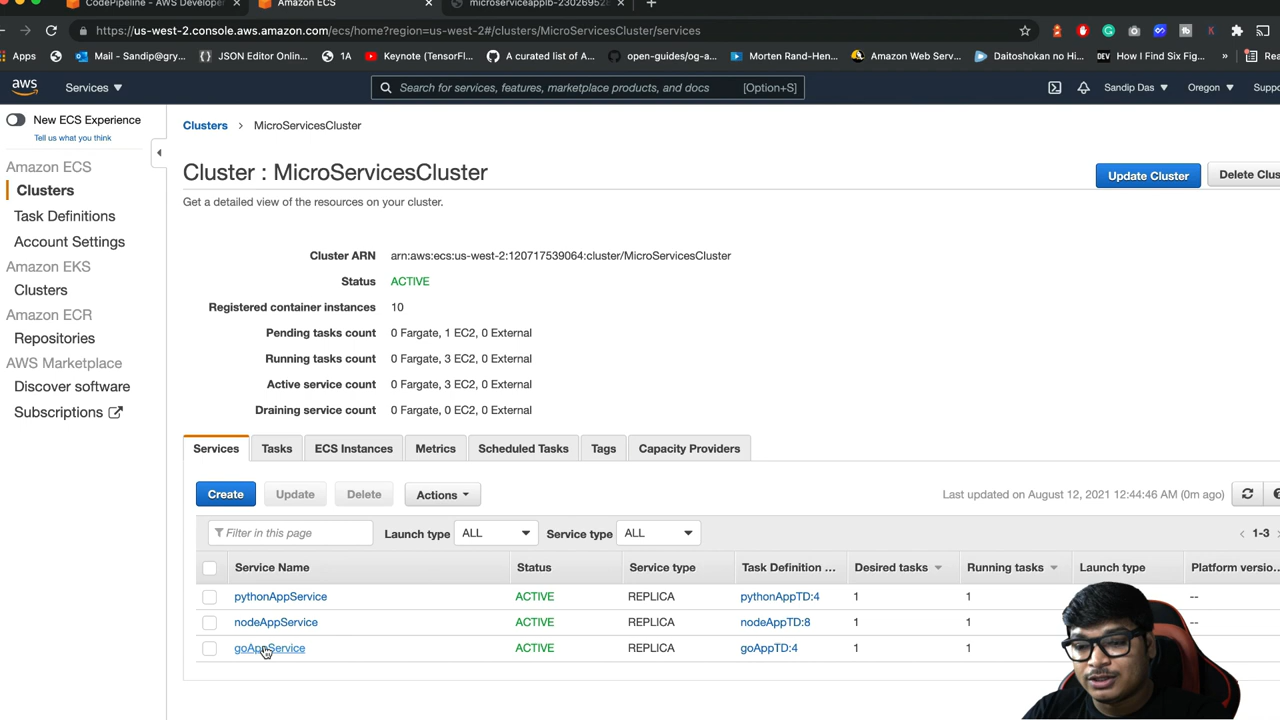 CodePipeline - AWS Developer
Amazon ECS
microserviceapplb-23026952
https://us-west-2.console.aws.amazon.com/ecs/home?region=us-west-2#/clusters/MicroServicesCluster/services
Apps
Mail - Sandip@gry...
JSON Editor Onlin...
1A
Keynote (TensorFl...
A curated list of A...
open-guides/og-a...
Morten Rand-Hen...
Amazon Web Serv...
Daitoshokan no Hi...
DEV How I Find Six Fig...
»
aws
Services
Search for services, features, marketplace products, and docs
[Option+S]
Sandip Das
Oregon
New ECS Experience
Tell us what you think
Amazon ECS
Clusters
Task Definitions
Account Settings
Amazon EKS
Clusters
Amazon ECR
Repositories
AWS Marketplace
Discover software
Subscriptions
Clusters > MicroServicesCluster
Cluster : MicroServicesCluster
Update Cluster
Get a detailed view of the resources on your cluster.
Cluster ARN arn:aws:ecs:us-west-2:120717539064:cluster/MicroServicesCluster
Status ACTIVE
Registered container instances 10
Pending tasks count 0 Fargate, 1 EC2, 0 External
Running tasks count 0 Fargate, 3 EC2, 0 External
Active service count 0 Fargate, 3 EC2, 0 External
Draining service count 0 Fargate, 0 EC2, 0 External
Services Tasks ECS Instances Metrics Scheduled Tasks Tags Capacity Providers
Create Update Delete Actions
Last updated on August 12, 2021 12:44:46 AM (0m ago)
Filter in this page Launch type ALL Service type ALL < 1-3 >
Service Name Status Service type Task Definition ... Desired tasks Running tasks Launch type Platform versio...
pythonAppService ACTIVE REPLICA pythonAppTD:4 1 1 --
nodeAppService ACTIVE REPLICA nodeAppTD:8 1 1 --
goAppService ACTIVE REPLICA goAppTD:4 1 1 --